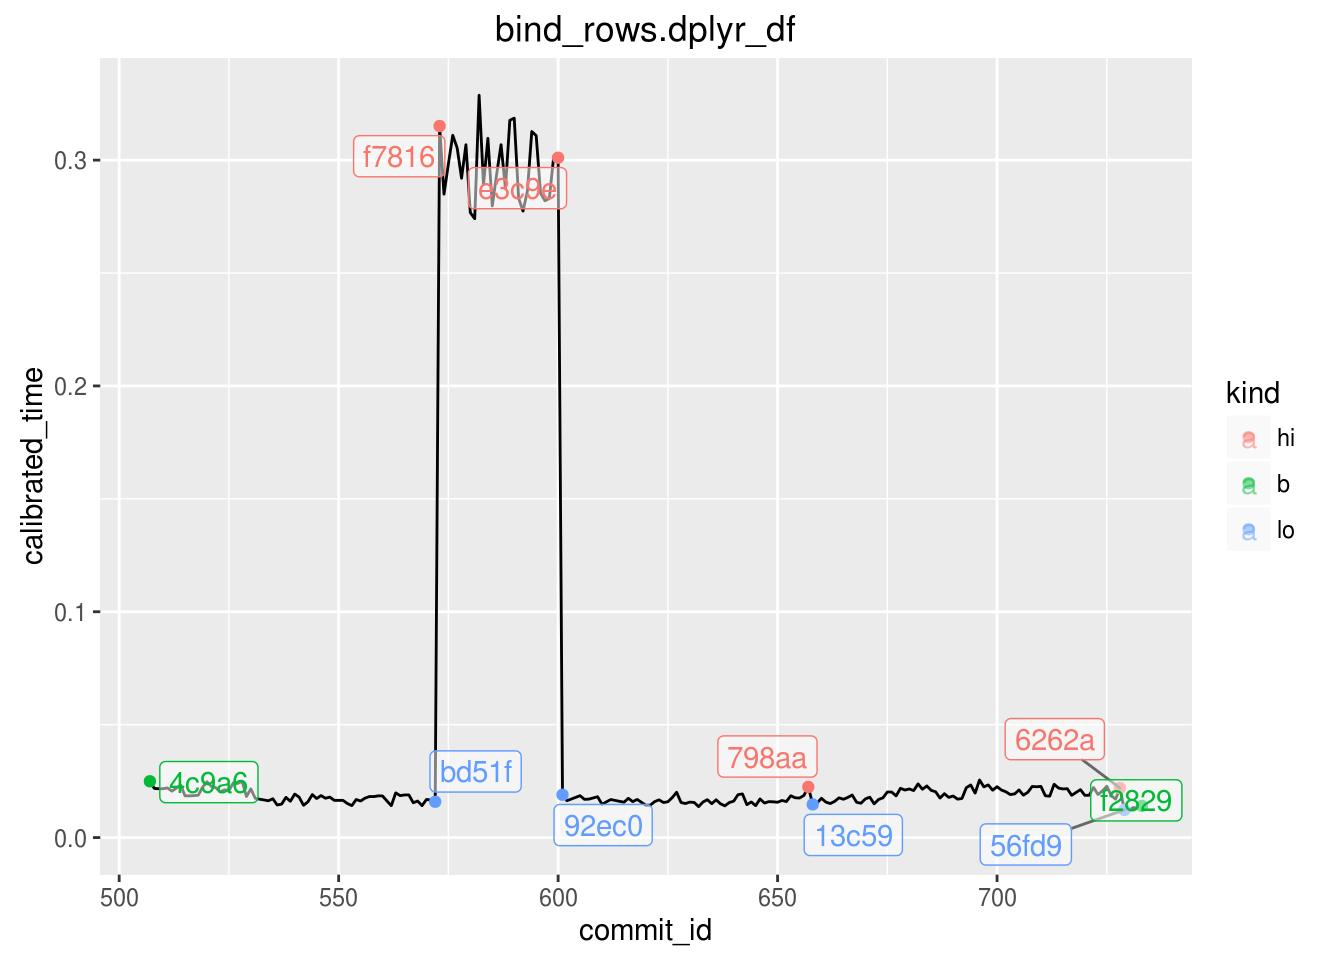 bind_rows.dplyr_df
calibrated_time
0.3
0.2
0.1
0.0
f7816
e3c9e
4c9a6
bd51f
92ec0
798aa
13c59
6262a
f2829
56fd9
500
550
600
650
700
commit_id
kind
a hi
a b
a lo